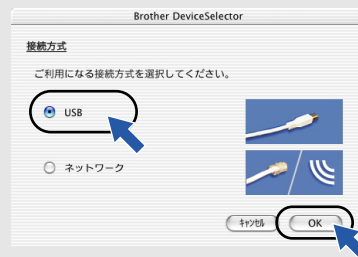 Brother DeviceSelector
接続方式
ご利用になる接続方式を選択してください。
USB
ネットワーク
キャンセル OK